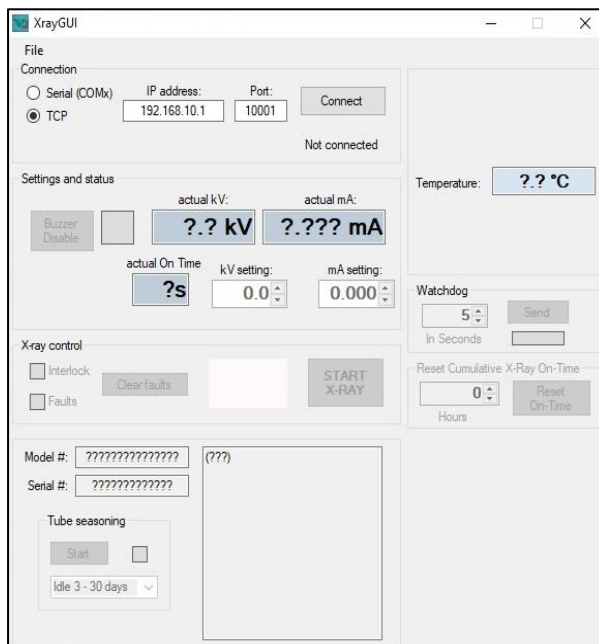 XrayGUI
File
Connection
Serial (COMx)
TCP
IP address:
192.168.10.1
Port:
10001
Connect
Not connected
Settings and status
Buzzer
Disable
actual kV:
?.? kV
actual mA:
?.??? mA
actual On Time
?s
kV setting:
0.0
mA setting:
0.000
Temperature:
?.? °C
Watchdog
5
Send
In Seconds
X-ray control
Interlock
Faults
Clear faults
START
X-RAY
Reset Cumulative X-Ray On-Time
0
Hours
Reset
On-Time
Model #:
???????????????
Serial #:
?????????????
(???)
Tube seasoning
Start
Idle 3 - 30 days